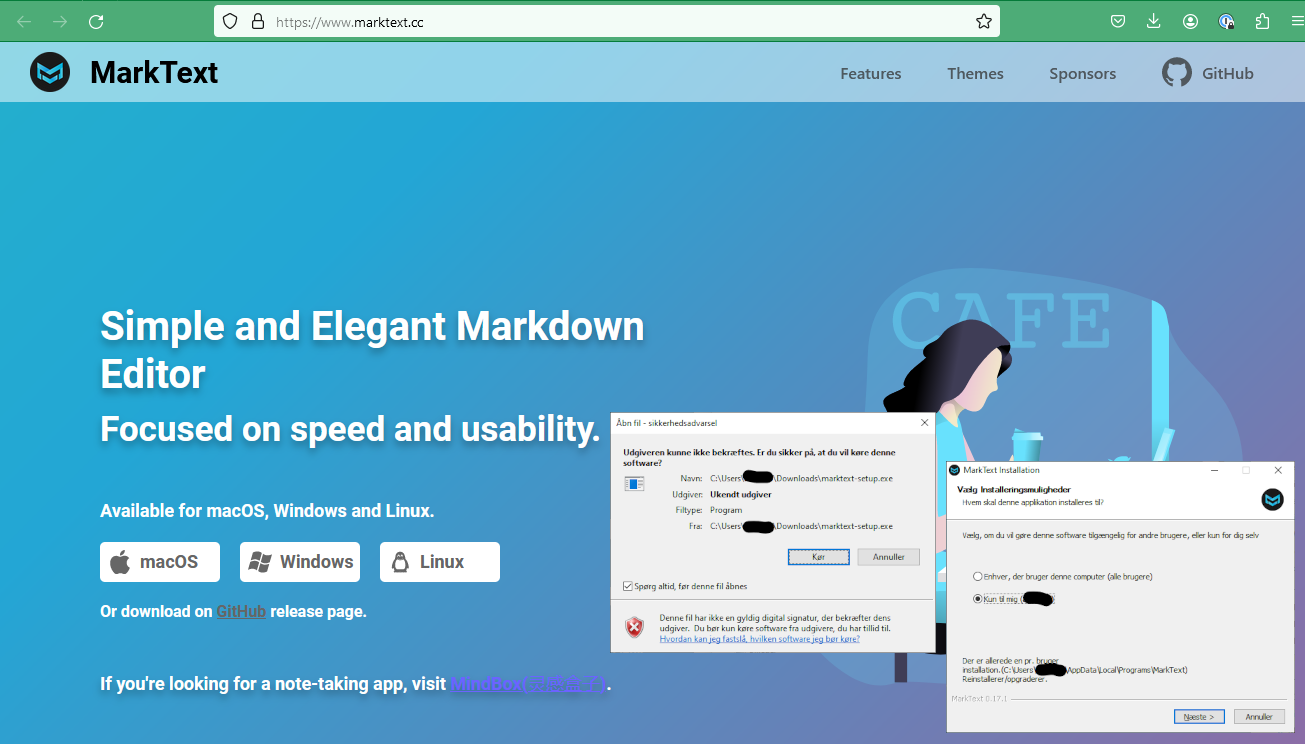 https://www.marktext.cc
MarkText
Features
Themes
Sponsors
GitHub
CAFE
Simple and Elegant Markdown
Editor
Focused on speed and usability.
Available for macOS, Windows and Linux.
macOS
Windows
Linux
Or download on GitHub release page.
If you're looking for a note-taking app, visit MindBox( ).
Åbn fil - sikkerhedsadvarsel
Udgiveren kunne ikke bekræftes. Er du sikker på, at du vil køre denne
software?
Navn: C:\Users\ \Downloads\marktext-setup.exe
Udgiver: Ukendt udgiver
Filtype: Program
Fra: C:\Users\ \Downloads\marktext-setup.exe
Kør
Annuller
Spørg altid, før denne fil åbnes
Denne fil har ikke en gyldig digital signatur, der bekræfter dens
udgiver. Du bør kun køre software fra udgivere, du har tillid til.
Hvordan kan jeg fastslå, hvilken software jeg bør køre?
MarkText Installation
Vælg Installeringsmuligheder
Hvem skal denne applikation installeres til?
Vælg, om du vil gøre denne software tilgængelig for andre brugere, eller kun for dig selv
Enhver, der bruger denne computer (alle brugere)
Kun til mig ( )
Der er allerede en pr. bruger
installation.(C:\Users\ \AppData\Local\Programs\MarkText)
Reinstallerer/opgraderer.
MarkText 0.17.1
Næste >
Annuller